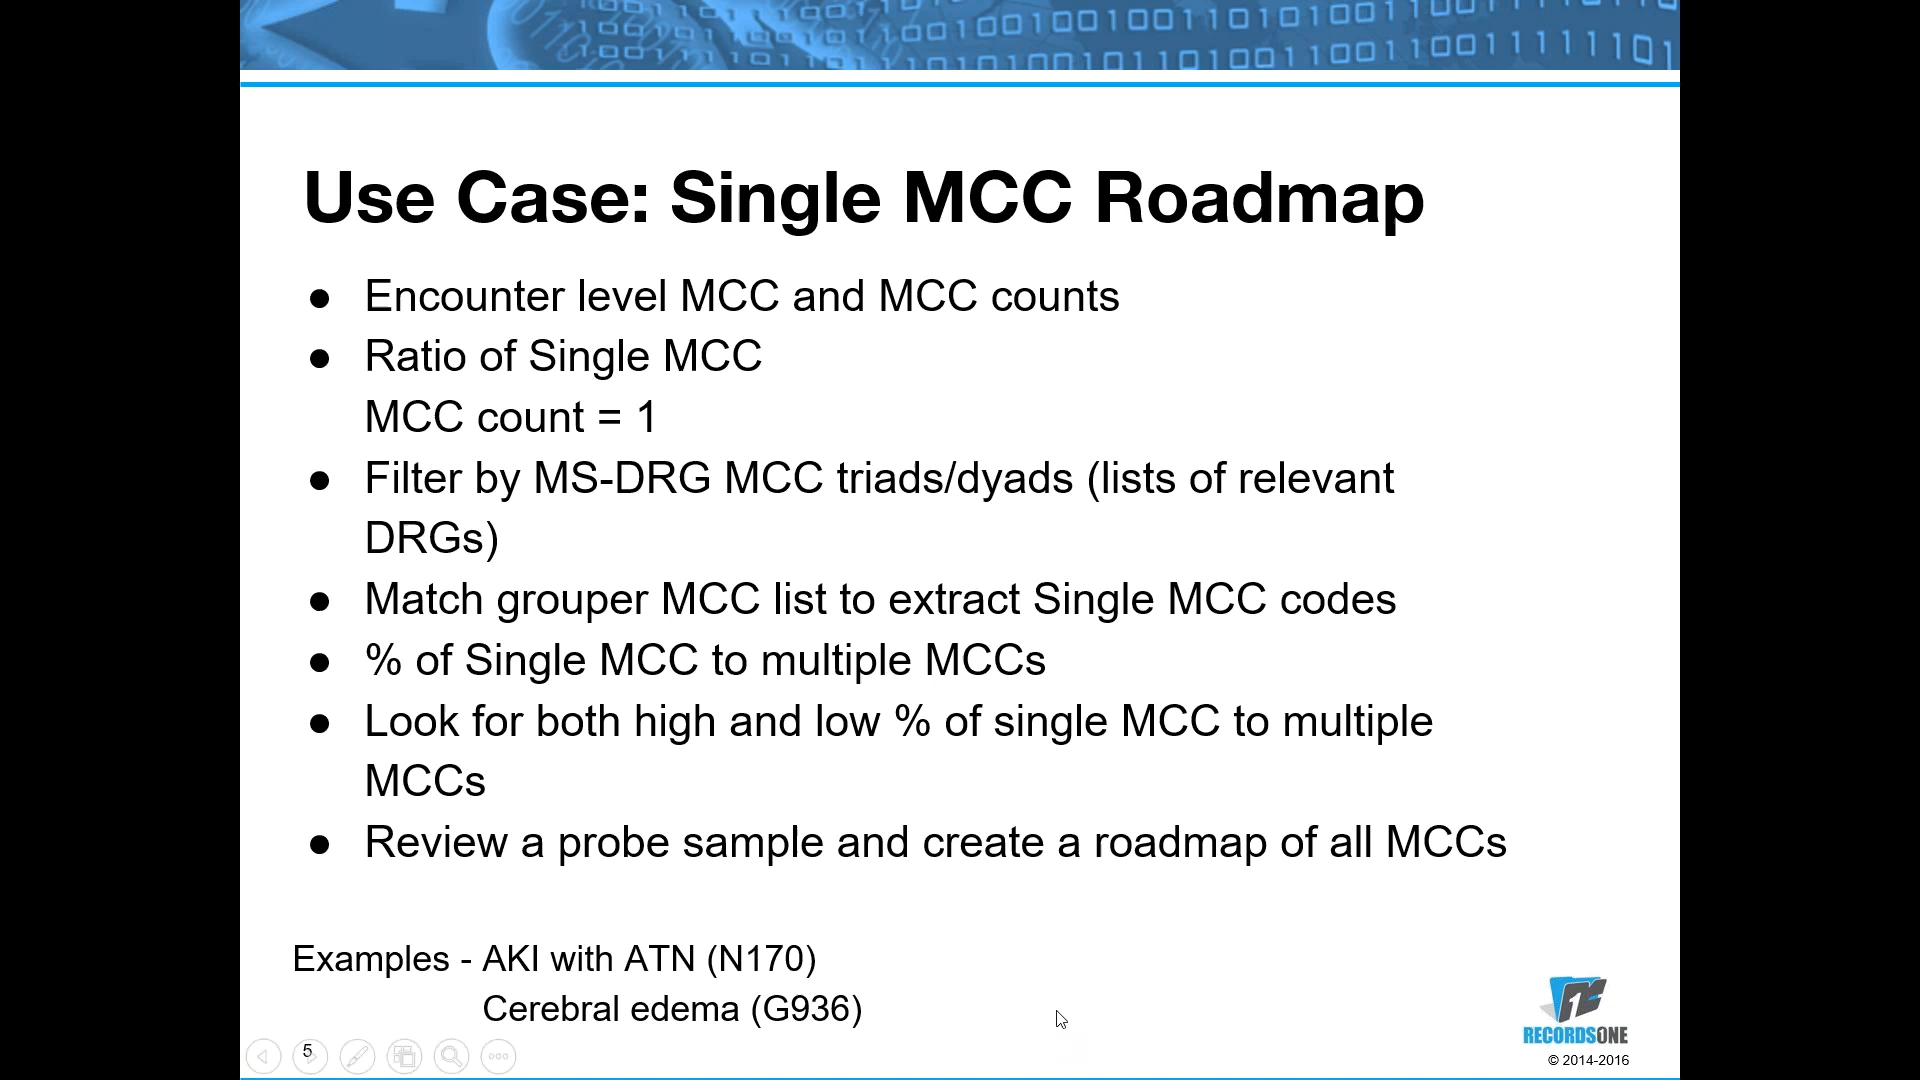 Use Case: Single MCC Roadmap
● Encounter level MCC and MCC counts
● Ratio of Single MCC
MCC count = 1
● Filter by MS-DRG MCC triads/dyads (lists of relevant
DRGs)
● Match grouper MCC list to extract Single MCC codes
● % of Single MCC to multiple MCCs
● Look for both high and low % of single MCC to multiple
MCCs
● Review a probe sample and create a roadmap of all MCCs
Examples - AKI with ATN (N170)
Cerebral edema (G936)
RECORDSONE
© 2014-2016
5